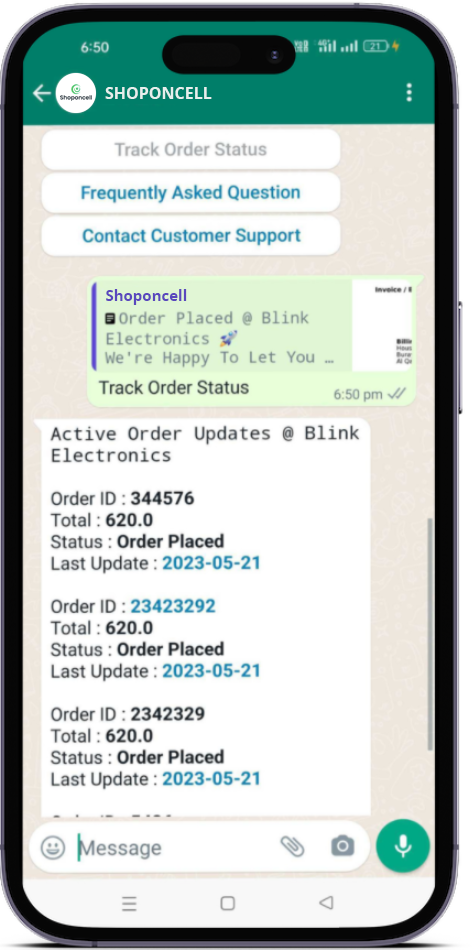 6:50
21
Shoponcell
SHOPONCELL
Track Order Status
Frequently Asked Question
Contact Customer Support
Shoponcell
Order Placed @ Blink
Electronics 🚀
We're Happy To Let You …
Invoice /
Track Order Status
6:50 pm
Active Order Updates @ Blink
Electronics
Order ID : 344576
Total : 620.0
Status : Order Placed
Last Update : 2023-05-21
Order ID : 23423292
Total : 620.0
Status : Order Placed
Last Update : 2023-05-21
Order ID : 2342329
Total : 620.0
Status : Order Placed
Last Update : 2023-05-21
Message